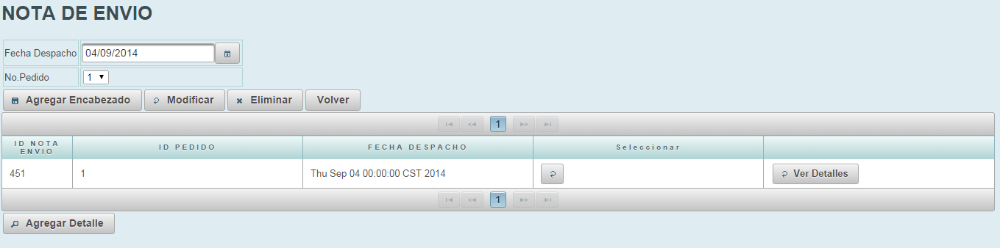 NOTA DE ENVIO
Fecha Despacho 04/09/2014
No.Pedido 1
Agregar Encabezado Modificar Eliminar Volver
1
ID NOTA ENVIO ID PEDIDO FECHA DESPACHO Seleccionar
451 1 Thu Sep 04 00:00:00 CST 2014 Ver Detalles
1
Agregar Detalle